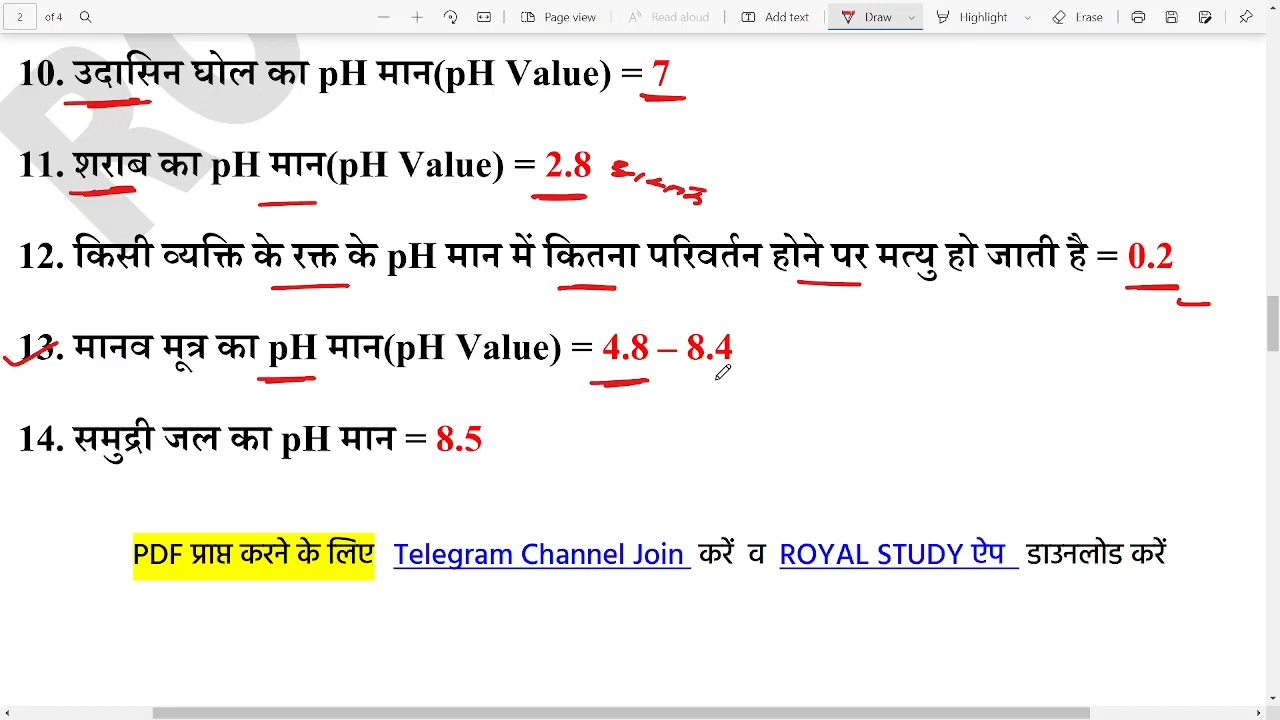 2 of 4 Page view Read aloud Add text Draw Highlight Erase
10. उदासिन घोल का pH मान(pH Value) = 7
11. शराब का pH मान(pH Value) = 2.8
12. किसी व्यक्ति के रक्त के pH मान में कितना परिवर्तन होने पर मत्यु हो जाती है = 0.2
13. मानव मूत्र का pH मान(pH Value) = 4.8 – 8.4
14. समुद्री जल का pH मान = 8.5
PDF प्राप्त करने के लिए Telegram Channel Join करें व ROYAL STUDY ऐप डाउनलोड करें